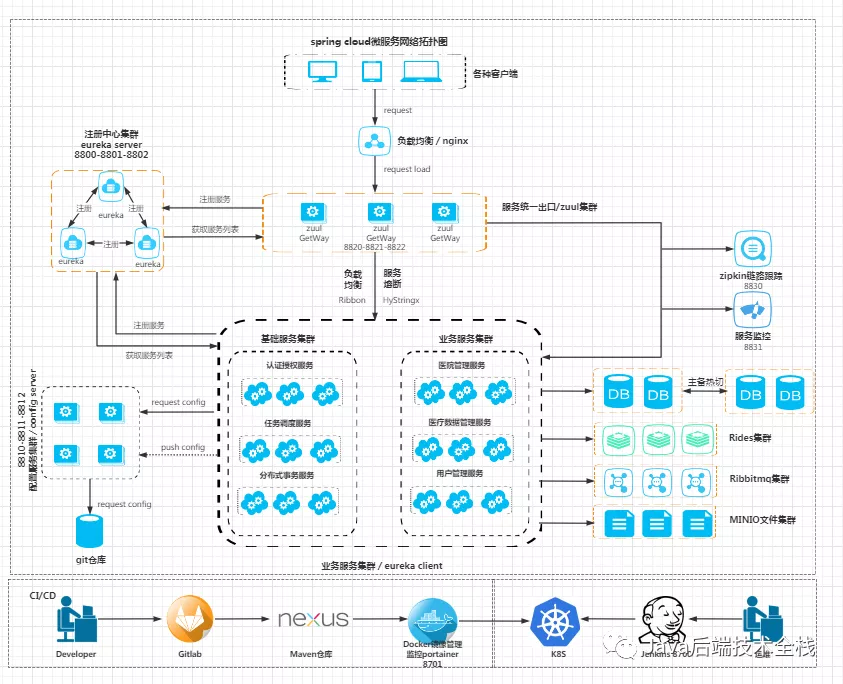 spring cloud微服务网络拓扑图
各种客户端
request
负载均衡 / nginx
request load
注册中心集群
eureka server
8800-8801-8802
注册
eureka
注册
注册
eureka
eureka
注册服务
获取服务列表
服务统一出口/zuul集群
zuul
GetWay
zuul
GetWay
8820-8821-8822
zuul
GetWay
负载
均衡
服务
熔断
Ribbon
HyStringx
zipkin链路跟踪
8830
服务监控
8831
注册服务
获取服务列表
基础服务集群
认证授权服务
任务调度服务
分布式事务服务
业务服务集群
医院管理服务
医疗数据管理服务
用户管理服务
业务服务集群 / eureka client
8810-8811-8812
配置服务集群 / config server
request config
push config
request config
git仓库
DB
DB
主备热切
DB
DB
Rides集群
Ribbitmq集群
MINIO文件集群
CI/CD
Developer
Gitlab
nexus
Maven仓库
Docker镜像管理
监控portainer
8701
K8S
Jenkins 8700
运维
Java后端技术全栈